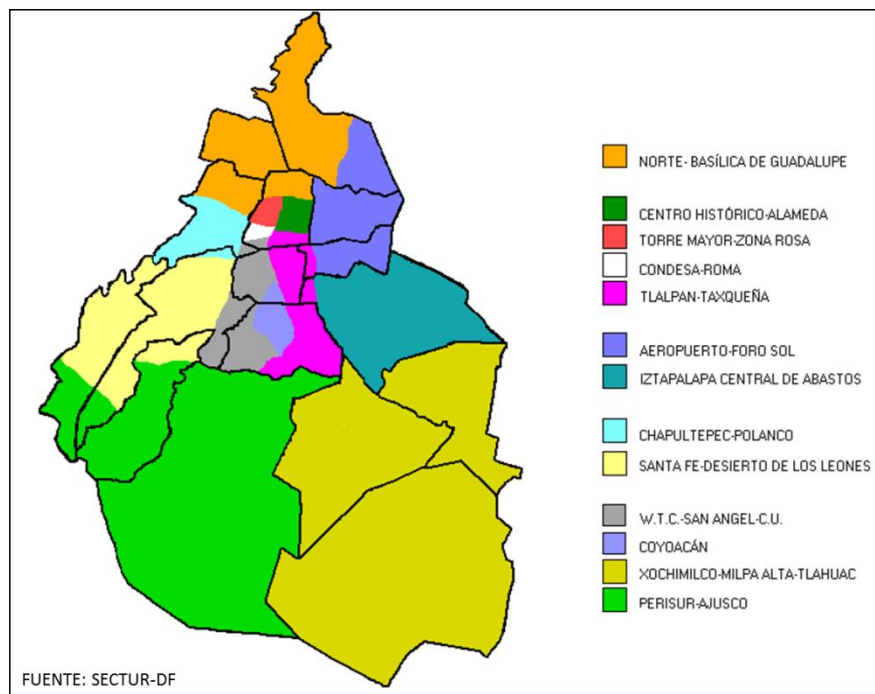 NORTE- BASÍLICA DE GUADALUPE
CENTRO HISTÓRICO-ALAMEDA
TORRE MAYOR-ZONA ROSA
CONDESA-ROMA
TLALPAN-TAXQUEÑA
AEROPUERTO-FORO SOL
IZTAPALAPA CENTRAL DE ABASTOS
CHAPULTEPEC-POLANCO
SANTA FE-DESIERTO DE LOS LEONES
W.T.C.-SAN ANGEL-C.U.
COYOACÁN
XOCHIMILCO-MILPA ALTA-TLAHUAC
PERISUR-AJUSCO
FUENTE: SECTUR-DF